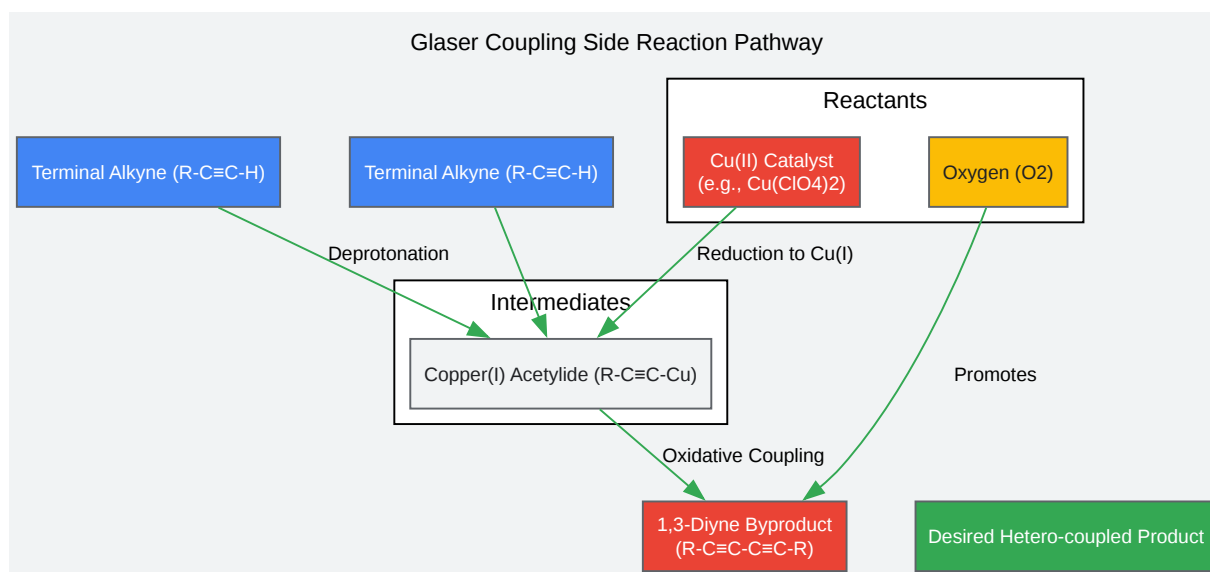 Glaser Coupling Side Reaction Pathway
Reactants
Terminal Alkyne (R-C≡C-H)
Terminal Alkyne (R-C≡C-H)
Cu(II) Catalyst
(e.g., Cu(ClO4)2)
Oxygen (O2)
Deprotonation
Reduction to Cu(I)
Intermediates
Copper(I) Acetylide (R-C≡C-Cu)
Promotes
Oxidative Coupling
1,3-Diyne Byproduct
(R-C≡C-C≡C-R)
Desired Hetero-coupled Product